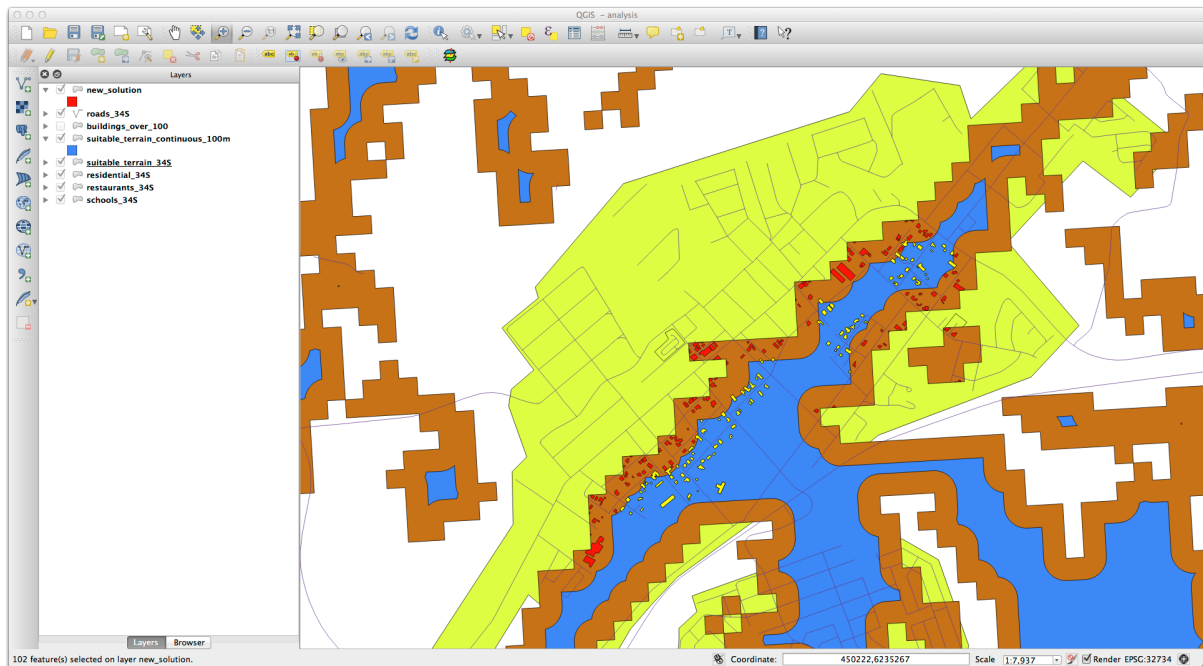 QGIS - analysis
Layers
new_solution
roads_34S
buildings_over_100
suitable_terrain_continuous_100m
suitable_terrain_34S
residential_34S
restaurants_34S
schools_34S
Layers
Browser
102 feature(s) selected on layer new_solution.
Coordinate:
450222,6235267
Scale
1:7,937
Render
EPSG:32734